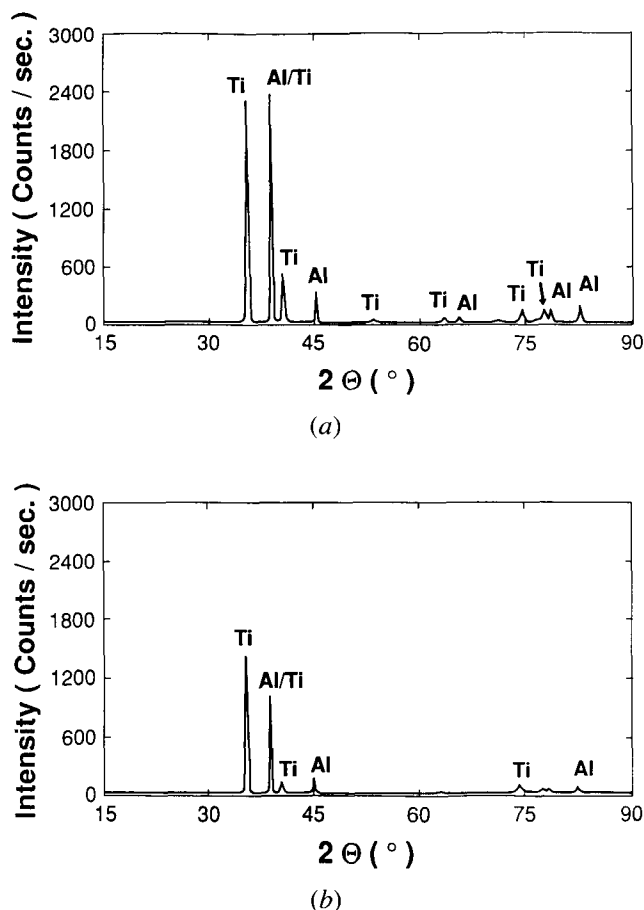 Intensity ( Counts / sec.)
3000
2400
1800
1200
600
0
Ti
Al/Ti
Ti
Al
Ti
Ti
Al
Ti
Ti
Al
Al
15
30
45
60
75
90
2 Θ ( ° )
(a)
Intensity ( Counts / sec.)
3000
2400
1800
1200
600
0
Ti
Al/Ti
Ti
Al
Ti
Al
15
30
45
60
75
90
2 Θ ( ° )
(b)